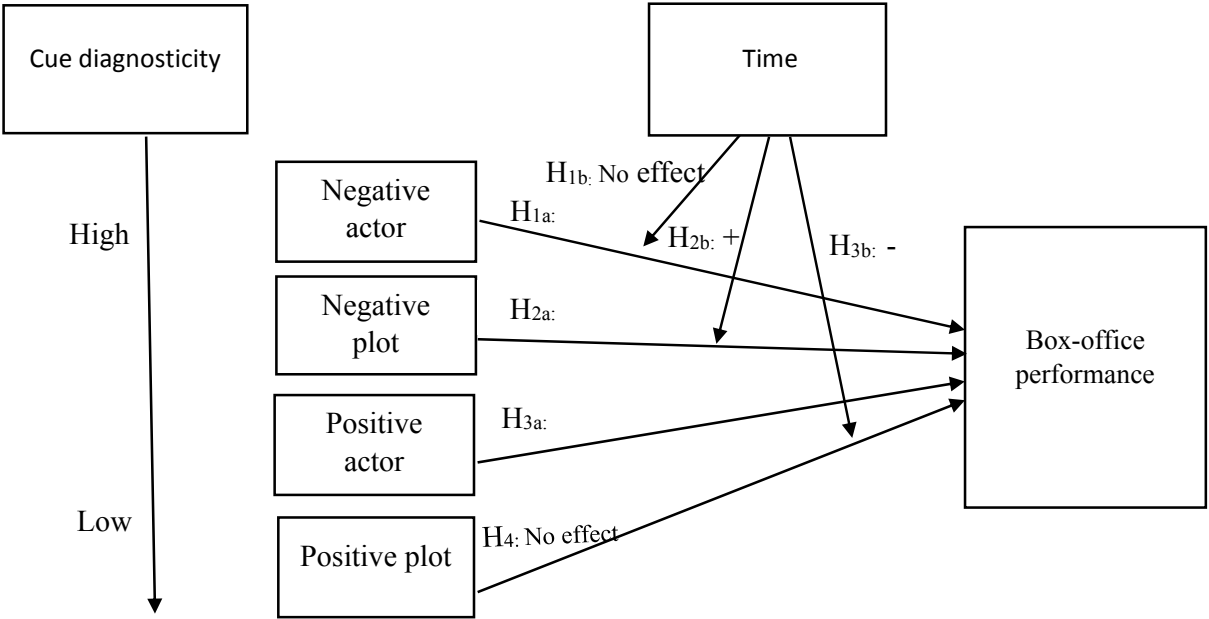 Cue diagnosticity
Time
High
Low
Negative
actor
Negative
plot
Positive
actor
Positive plot
H1b: No effect
H1a:
H2b: +
H3b: -
H2a:
H3a:
H4: No effect
Box-office
performance